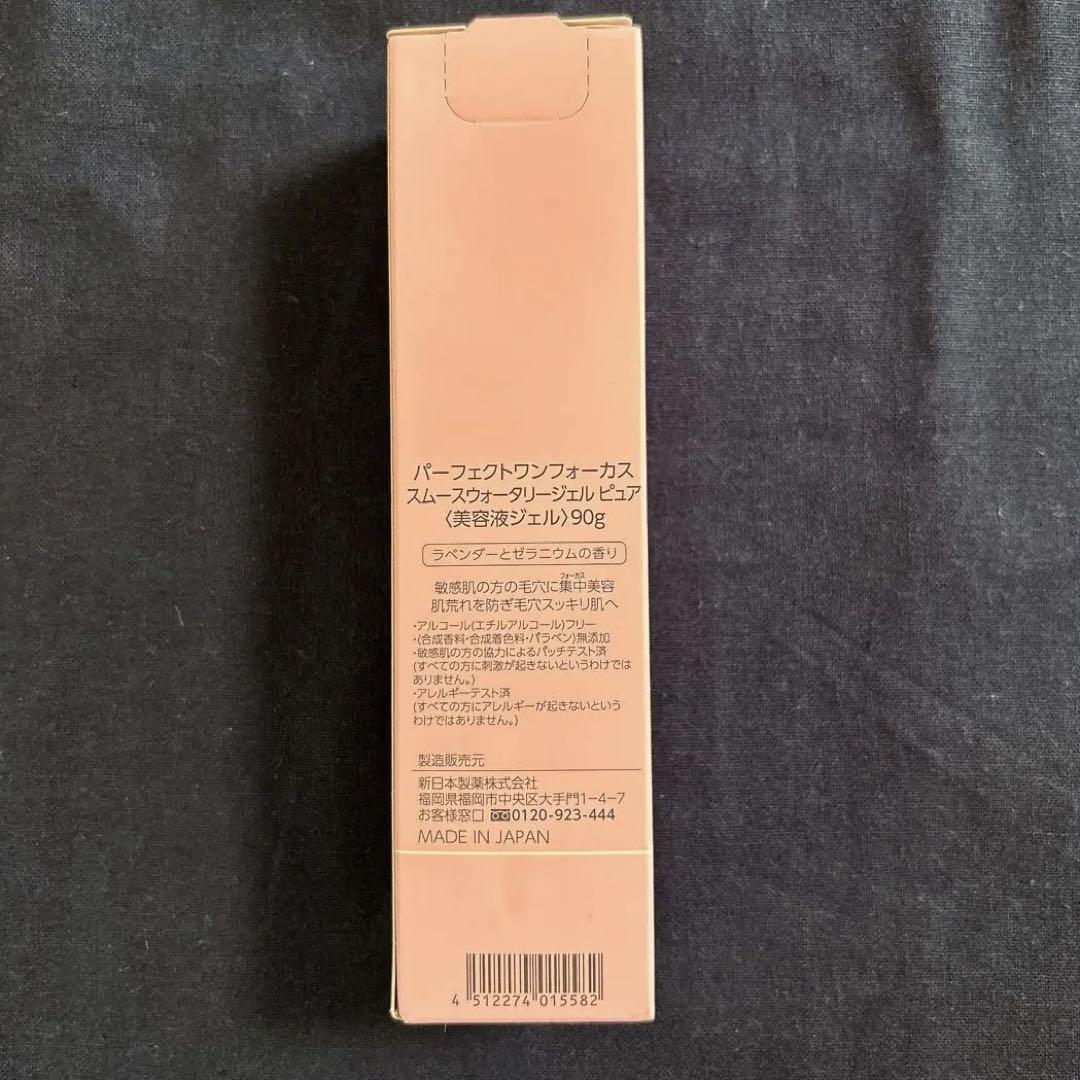 パーフェクトワンフォーカス
スムースウォータリージェル ピュア
〈美容液ジェル〉90g
ラベンダーとゼラニウムの香り
フォーカス
敏感肌の方の毛穴に集中美容
肌荒れを防ぎ毛穴スッキリ肌へ
・アルコール(エチルアルコール)フリー
・(合成香料・合成着色料・パラベン)無添加
・敏感肌の方の協力によるパッチテスト済
(すべての方に刺激が起きないというわけでは
ありません。)
・アレルギーテスト済
(すべての方にアレルギーが起きないという
わけではありません。)
製造販売元
新日本製薬株式会社
福岡県福岡市中央区大手門1-4-7
お客様窓口 0120-923-444
MADE IN JAPAN
4 512274 015582